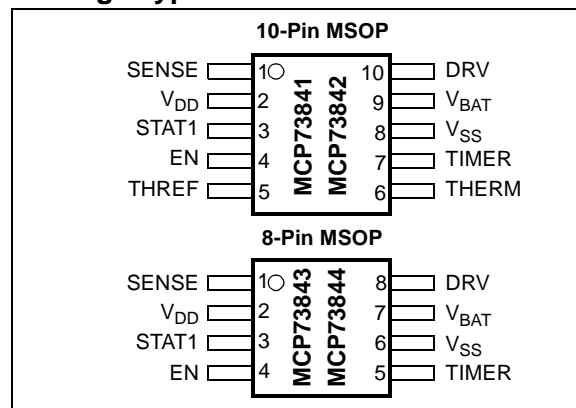 10-Pin MSOP
SENSE 1 10 DRV
VDD 2 9 VBAT
STAT1 3 8 VSS
EN 4 7 TIMER
THREF 5 6 THERM
MCP73841
MCP73842
8-Pin MSOP
SENSE 1 8 DRV
VDD 2 7 VBAT
STAT1 3 6 VSS
EN 4 5 TIMER
MCP73843
MCP73844